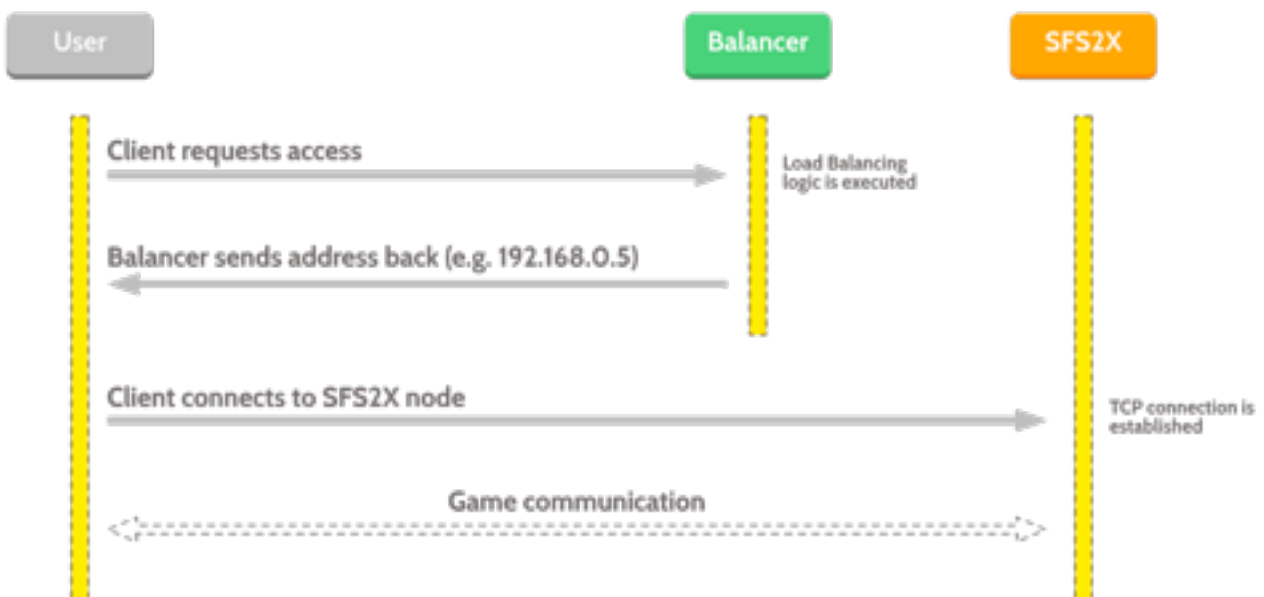 User
Balancer
SFS2X
Client requests access
Load Balancing
logic is executed
Balancer sends address back (e.g. 192.168.0.5)
Client connects to SFS2X node
TCP connection is
established
Game communication